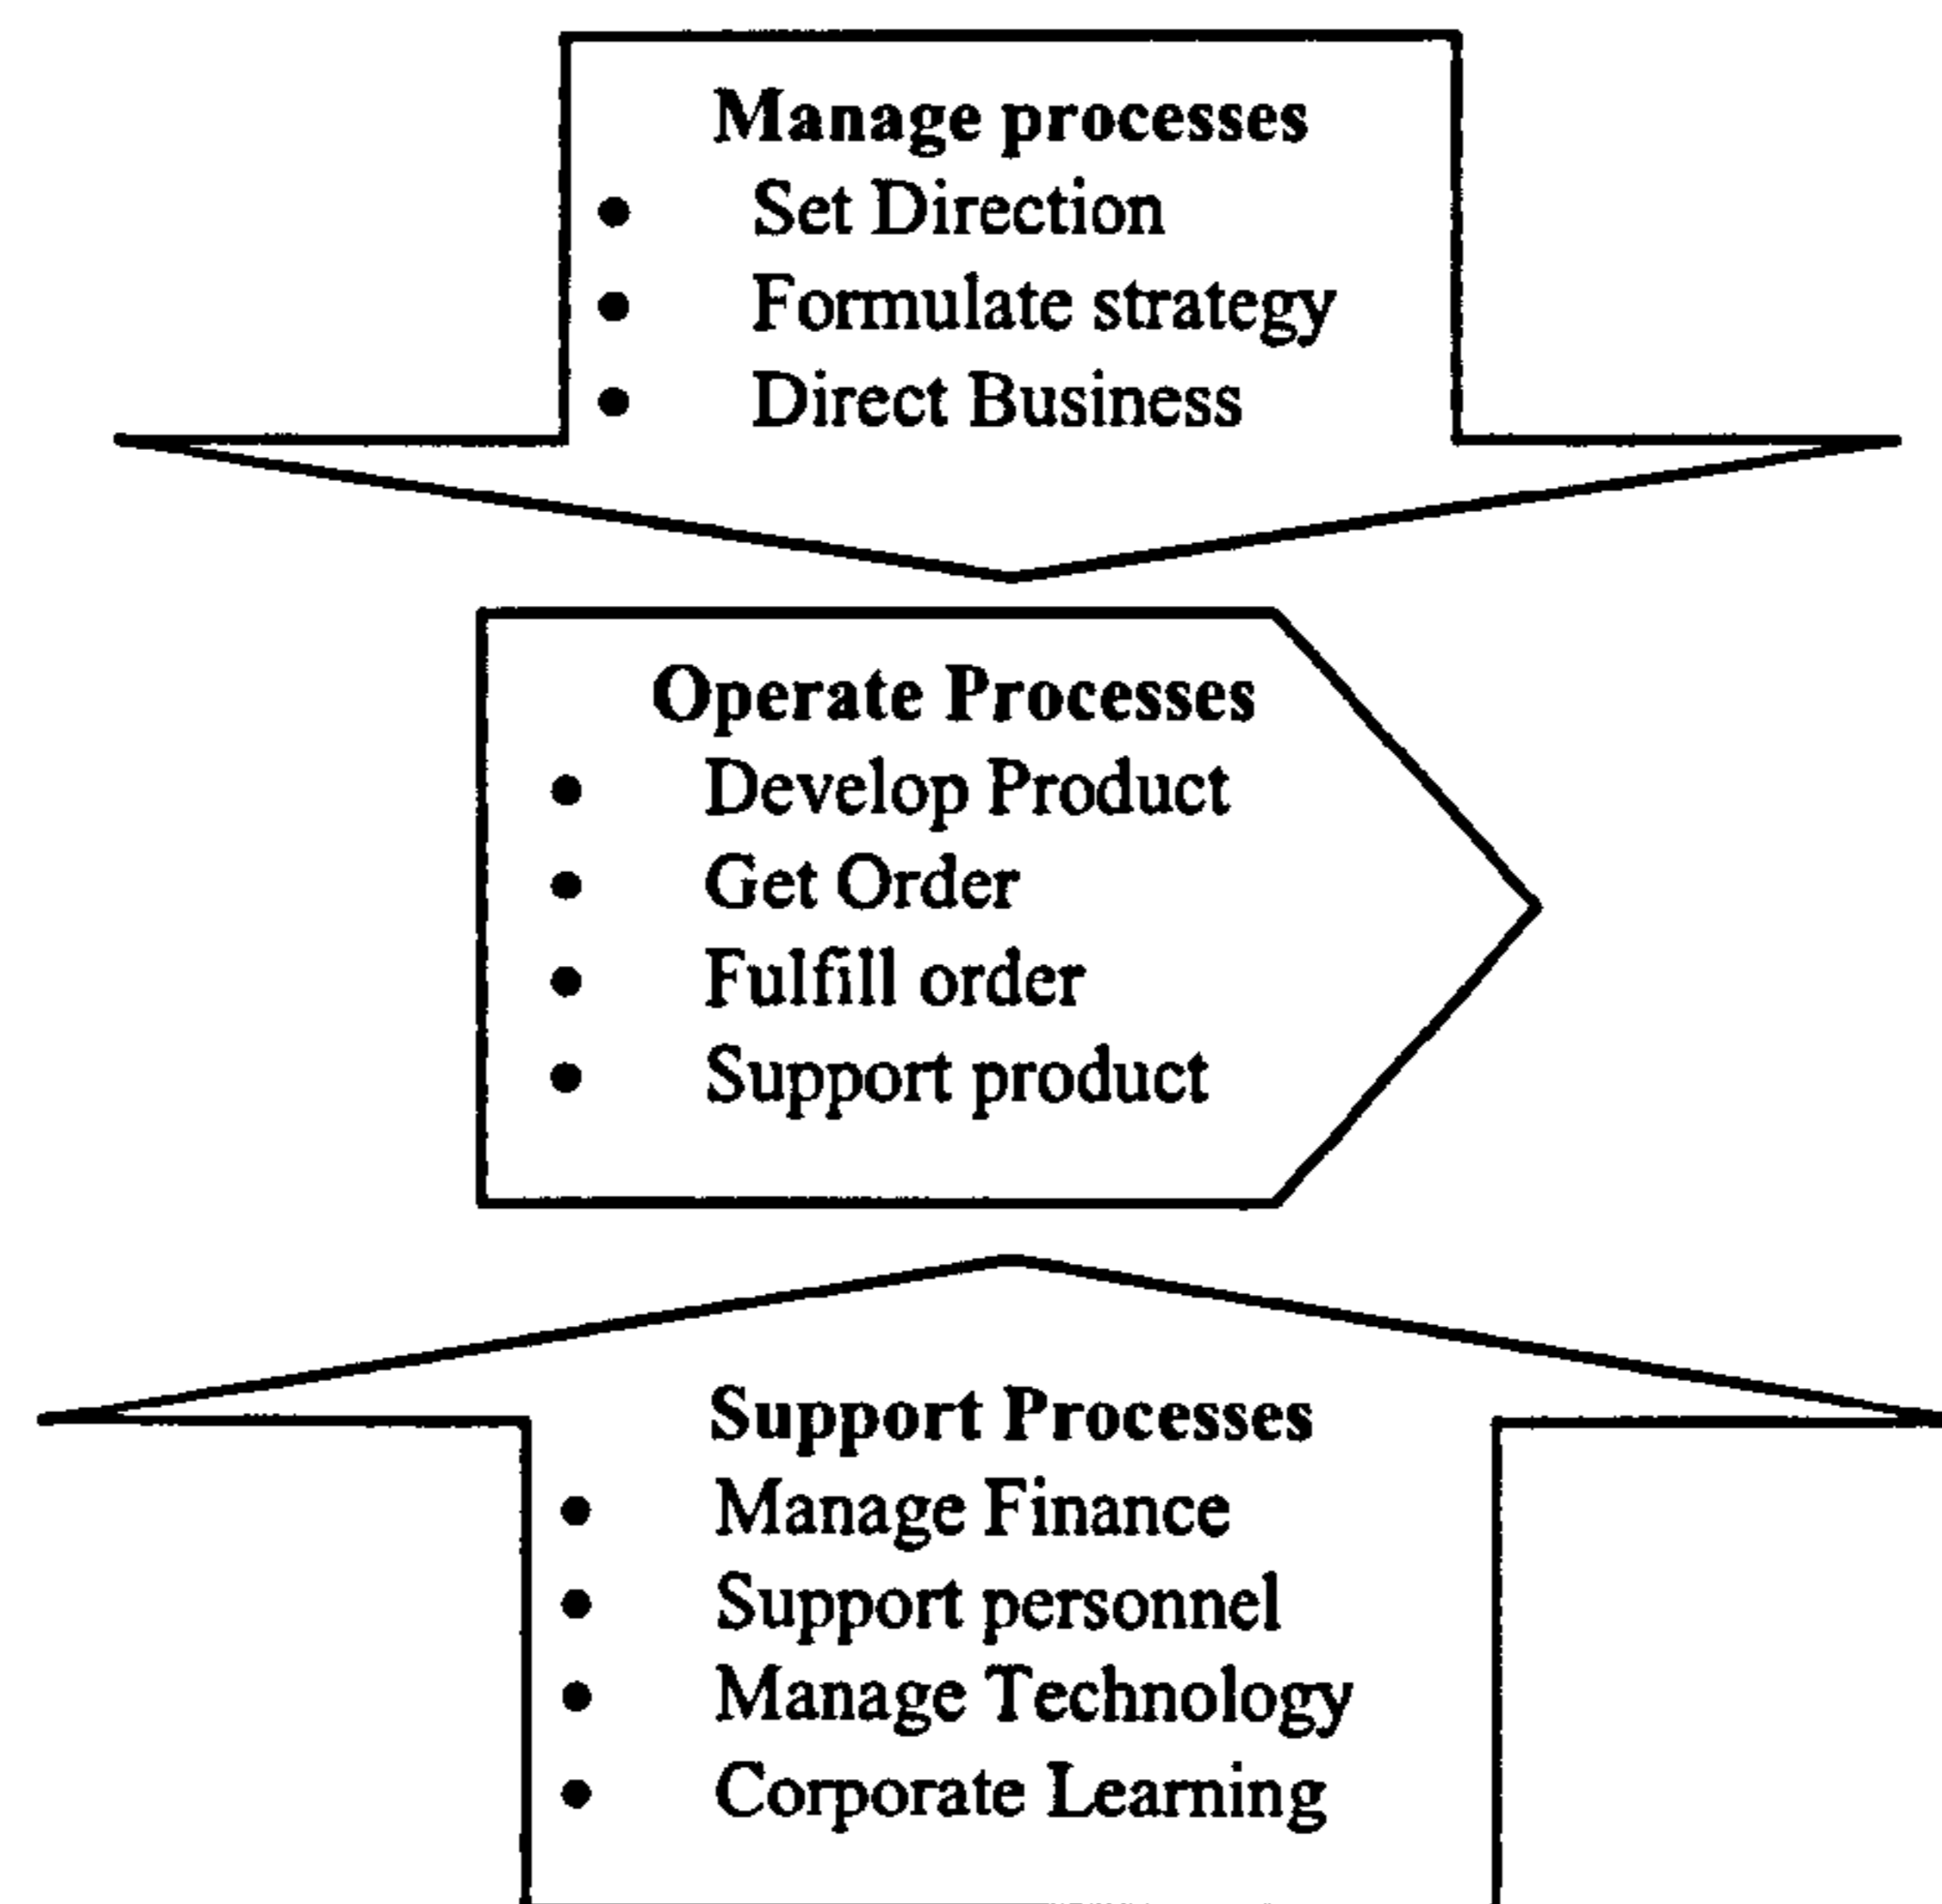 Manage processes
• Set Direction
• Formulate strategy
• Direct Business
Operate Processes
• Develop Product
• Get Order
• Fulfill order
• Support product
Support Processes
• Manage Finance
• Support personnel
• Manage Technology
• Corporate Learning